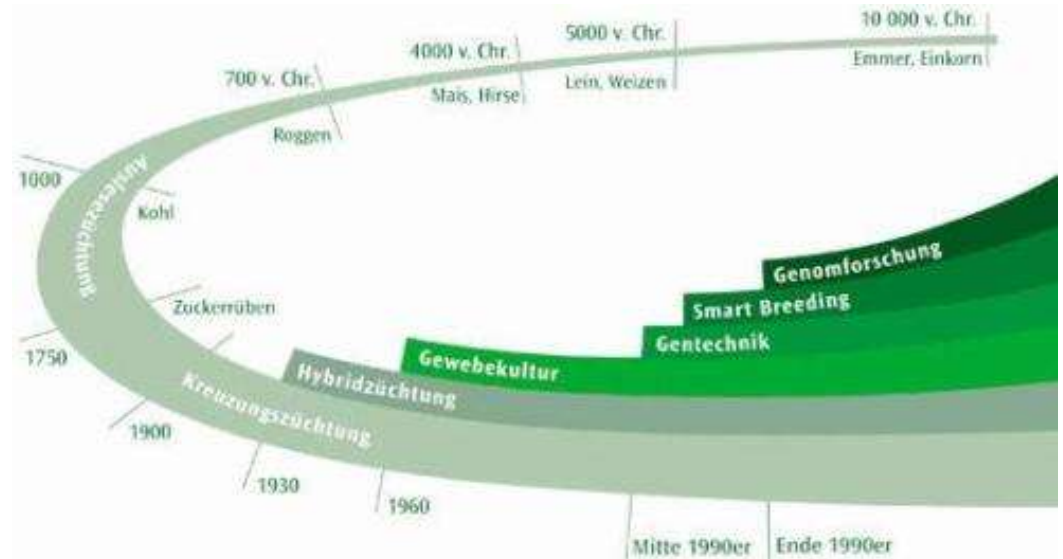 10 000 v. Chr.
Emmer, Einkorn
5000 v. Chr.
Lein, Weizen
4000 v. Chr.
Mais, Hirse
700 v. Chr.
Roggen
1000
Kohl
Auslesezüchtung
Zuckerrüben
1750
Kreuzungszüchtung
1900
1930
Hybridzüchtung
1960
Gewebekultur
Gentechnik
Smart Breeding
Genomforschung
Mitte 1990er
Ende 1990er